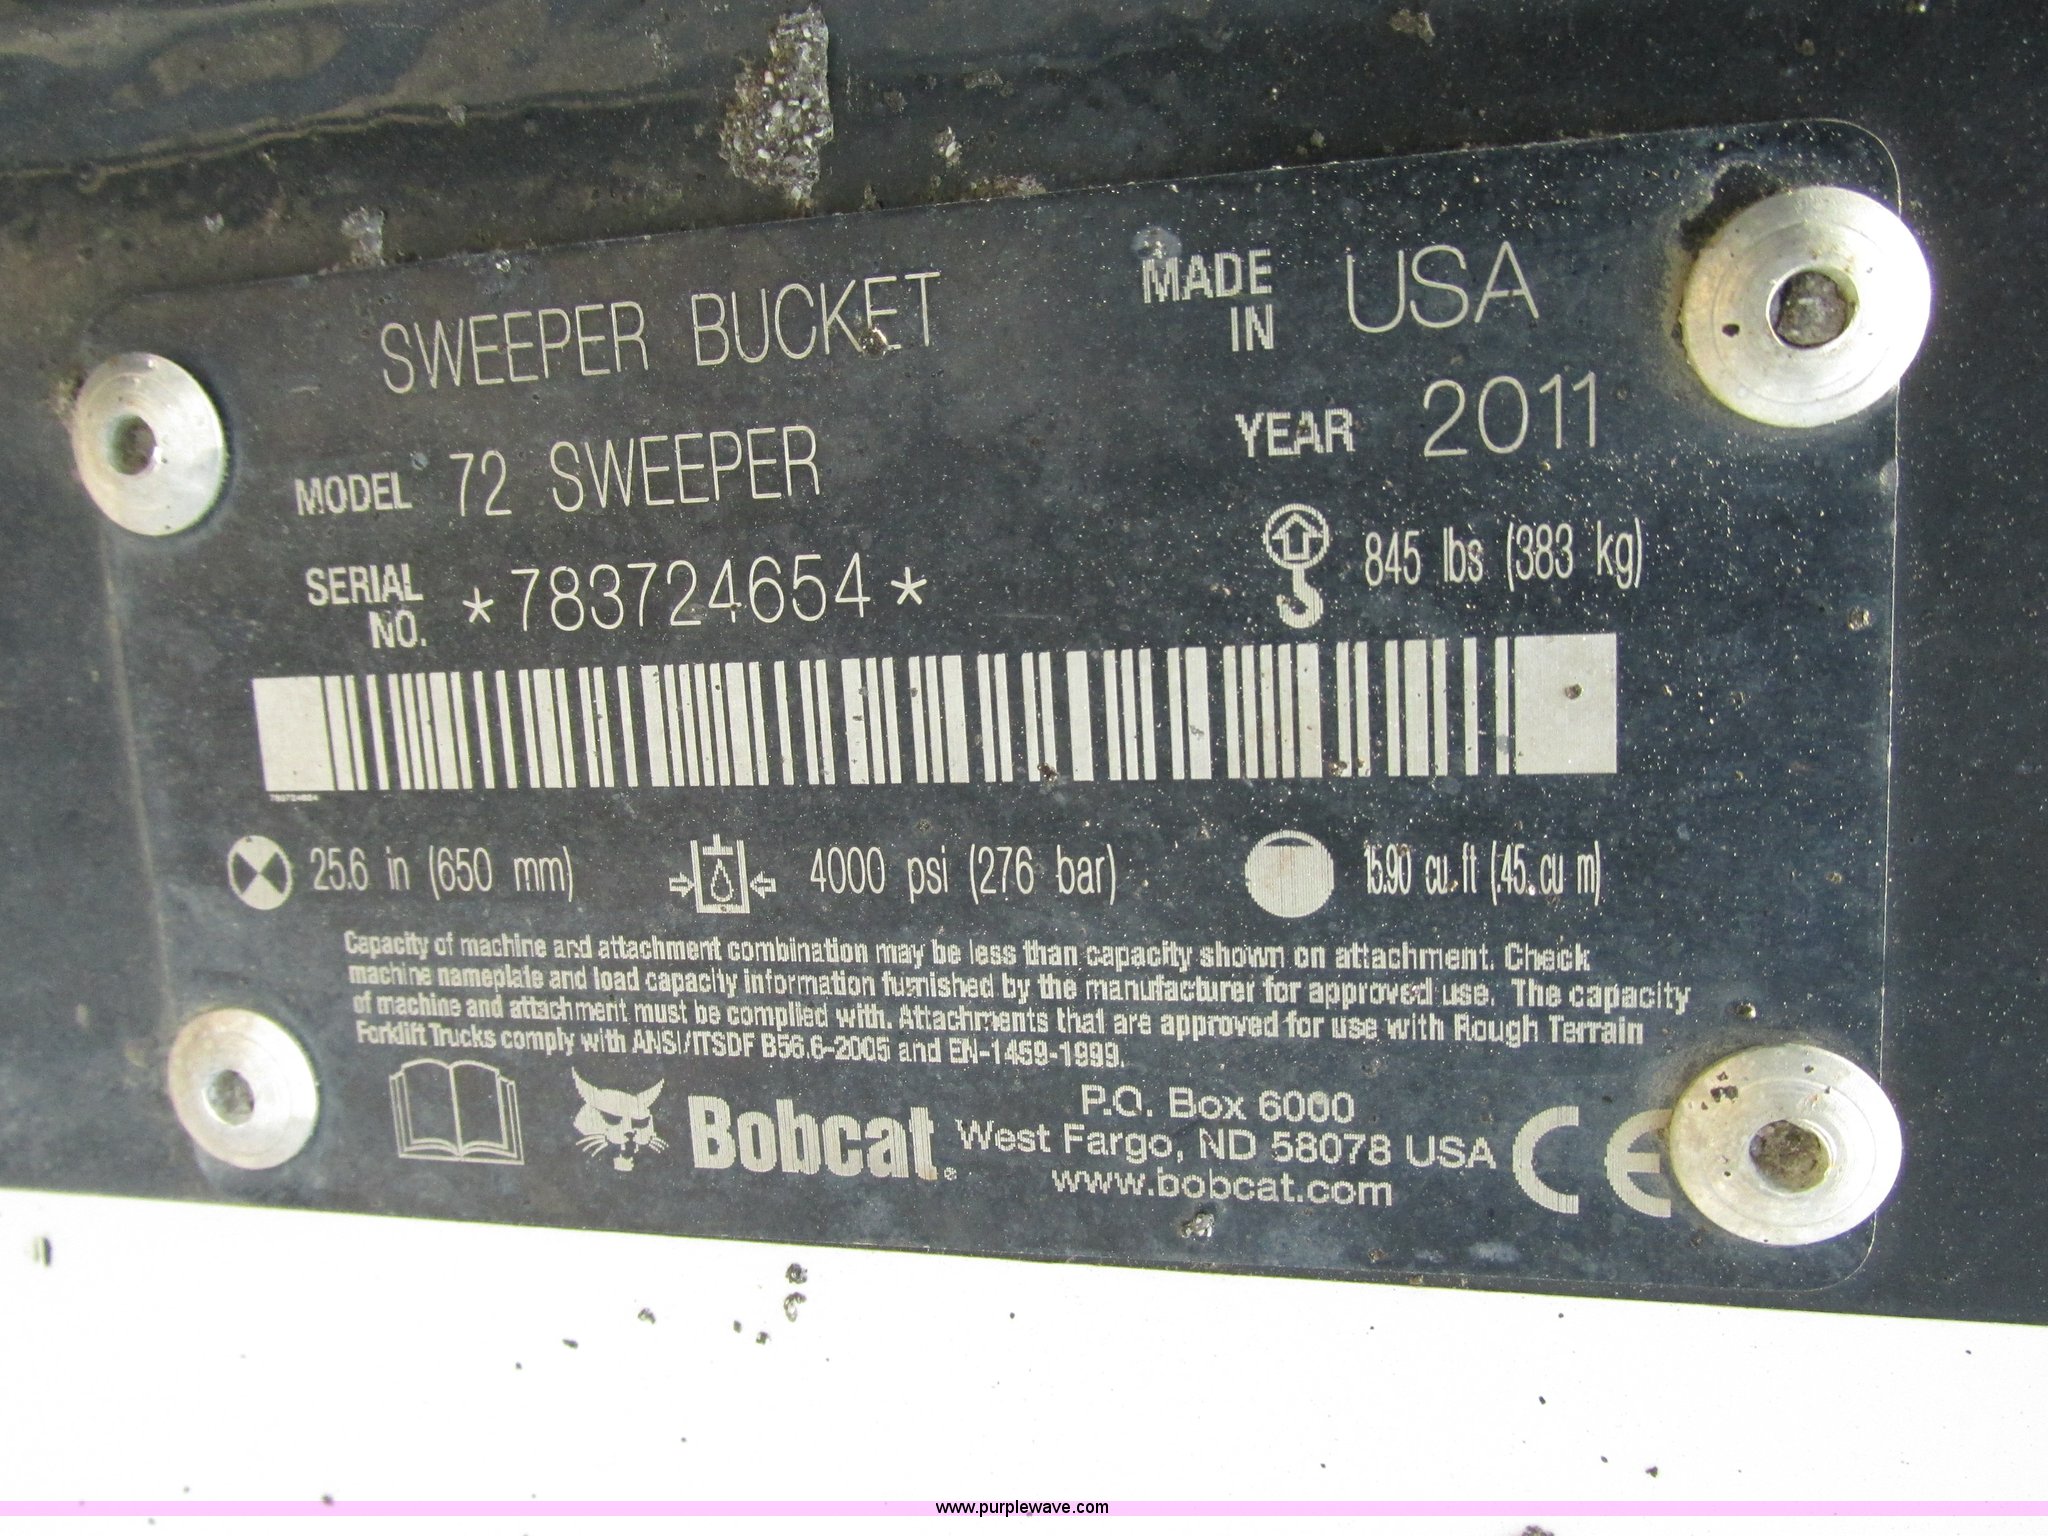 SWEEPER BUCKET
MADE IN USA
MODEL 72 SWEEPER
YEAR 2011
SERIAL NO. *783724654*
845 lbs (383 kg)
783724654
25.6 in (650 mm)
4000 psi (276 bar)
15.90 cu. ft (.45 cu m)
Capacity of machine and attachment combination may be less than capacity shown on attachment. Check
machine nameplate and load capacity information furnished by the manufacturer for approved use. The capacity
of machine and attachment must be complied with. Attachments that are approved for use with Rough Terrain
Forklift Trucks comply with ANSI/ITSDF B56.6-2005 and EN-1459-1999.
Bobcat®
P.O. Box 6000
West Fargo, ND 58078 USA
www.bobcat.com
CE
www.purplewave.com